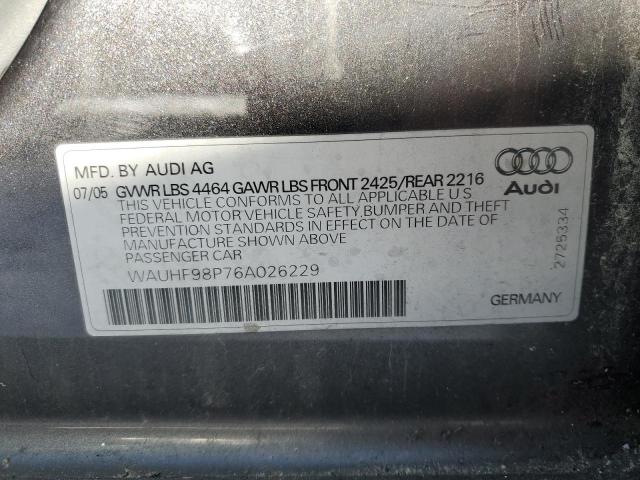 MFD. BY AUDI AG
07/05 GVWR LBS 4464 GAWR LBS FRONT 2425/REAR 2216
THIS VEHICLE CONFORMS TO ALL APPLICABLE U S
FEDERAL MOTOR VEHICLE SAFETY,BUMPER AND THEFT
PREVENTION STANDARDS IN EFFECT ON THE DATE OF
MANUFACTURE SHOWN ABOVE
PASSENGER CAR
WAUHF98P76A026229
Audi
2725334
GERMANY